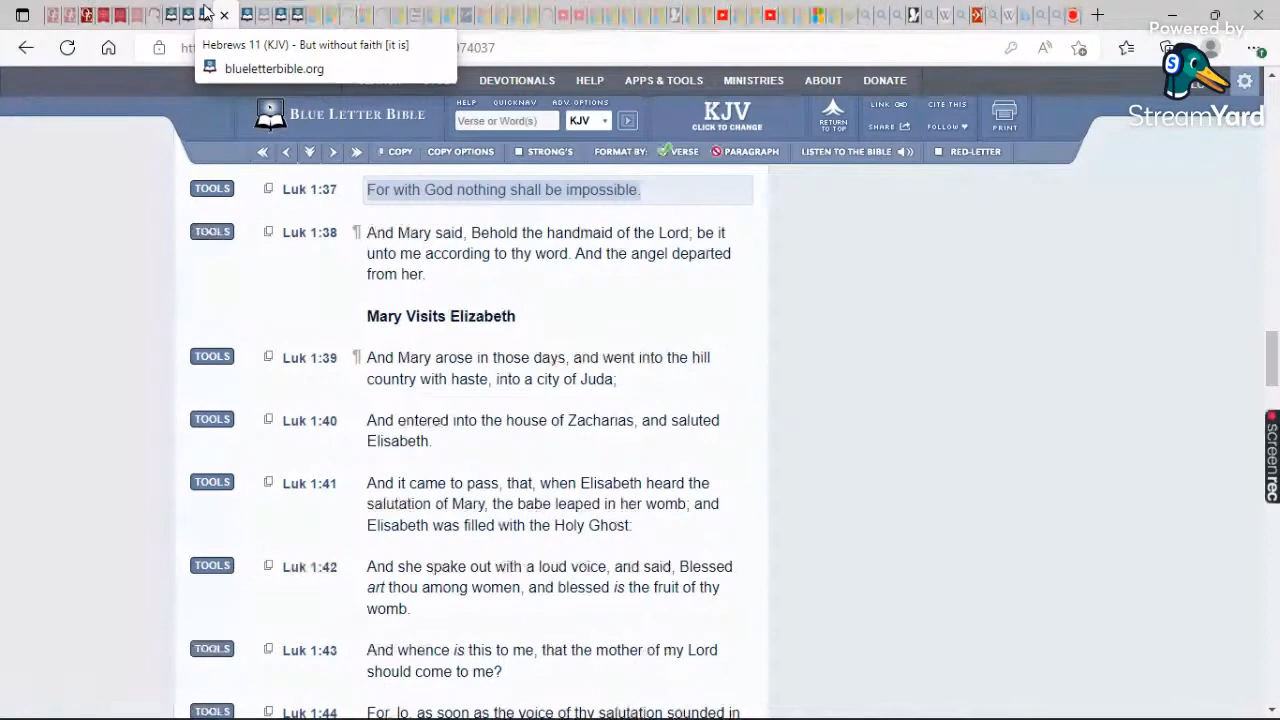 Hebrews 11 (KJV) - But without faith [it is]
blueletterbible.org
074037
Powered by
StreamYard
DEVOTIONALS HELP APPS & TOOLS MINISTRIES ABOUT DONATE
BLUE LETTER BIBLE
HELP QUICKNAV ADV. OPTIONS
Verse or Word(s) KJV
KJV
CLICK TO CHANGE
RETURN
TO TOP
LINK CITE THIS
SHARE FOLLOW
PRINT
COPY COPY OPTIONS STRONG'S FORMAT BY: VERSE PARAGRAPH LISTEN TO THE BIBLE RED-LETTER
TOOLS Luk 1:37 For with God nothing shall be impossible.
TOOLS Luk 1:38 ¶ And Mary said, Behold the handmaid of the Lord; be it
unto me according to thy word. And the angel departed
from her.
Mary Visits Elizabeth
TOOLS Luk 1:39 ¶ And Mary arose in those days, and went into the hill
country with haste, into a city of Juda;
TOOLS Luk 1:40 And entered into the house of Zacharias, and saluted
Elisabeth.
TOOLS Luk 1:41 And it came to pass, that, when Elisabeth heard the
salutation of Mary, the babe leaped in her womb; and
Elisabeth was filled with the Holy Ghost:
TOOLS Luk 1:42 And she spake out with a loud voice, and said, Blessed
art thou among women, and blessed is the fruit of thy
womb.
TOOLS Luk 1:43 And whence is this to me, that the mother of my Lord
should come to me?
TOOLS Luk 1:44 For, lo, as soon as the voice of thy salutation sounded in
screenrec